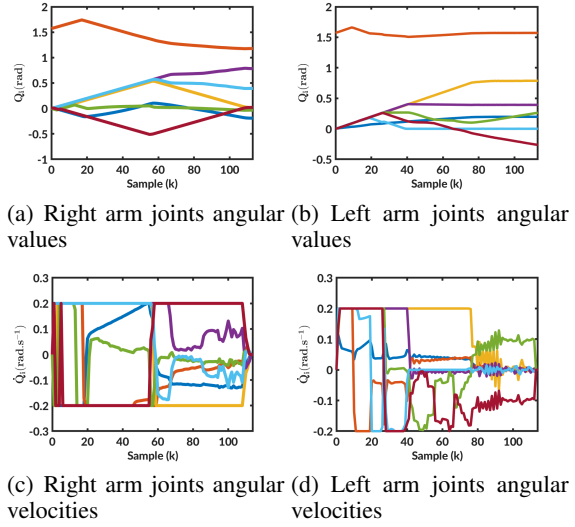 2
1.5
1
0.5
0
-0.5
-1
Qᵢ(rad)
0 20 40 60 80 100
Sample (k)
2
1.5
1
0.5
0
-0.5
Qᵢ(rad)
0 20 40 60 80 100
Sample (k)
(a) Right arm joints angular values
(b) Left arm joints angular values
0.3
0.2
0.1
0
-0.1
-0.2
-0.3
Q̇ᵢ(rad.s⁻¹)
0 20 40 60 80 100
Sample (k)
0.3
0.2
0.1
0
-0.1
-0.2
Q̇ᵢ(rad.s⁻¹)
0 20 40 60 80 100
Sample (k)
(c) Right arm joints angular velocities
(d) Left arm joints angular velocities